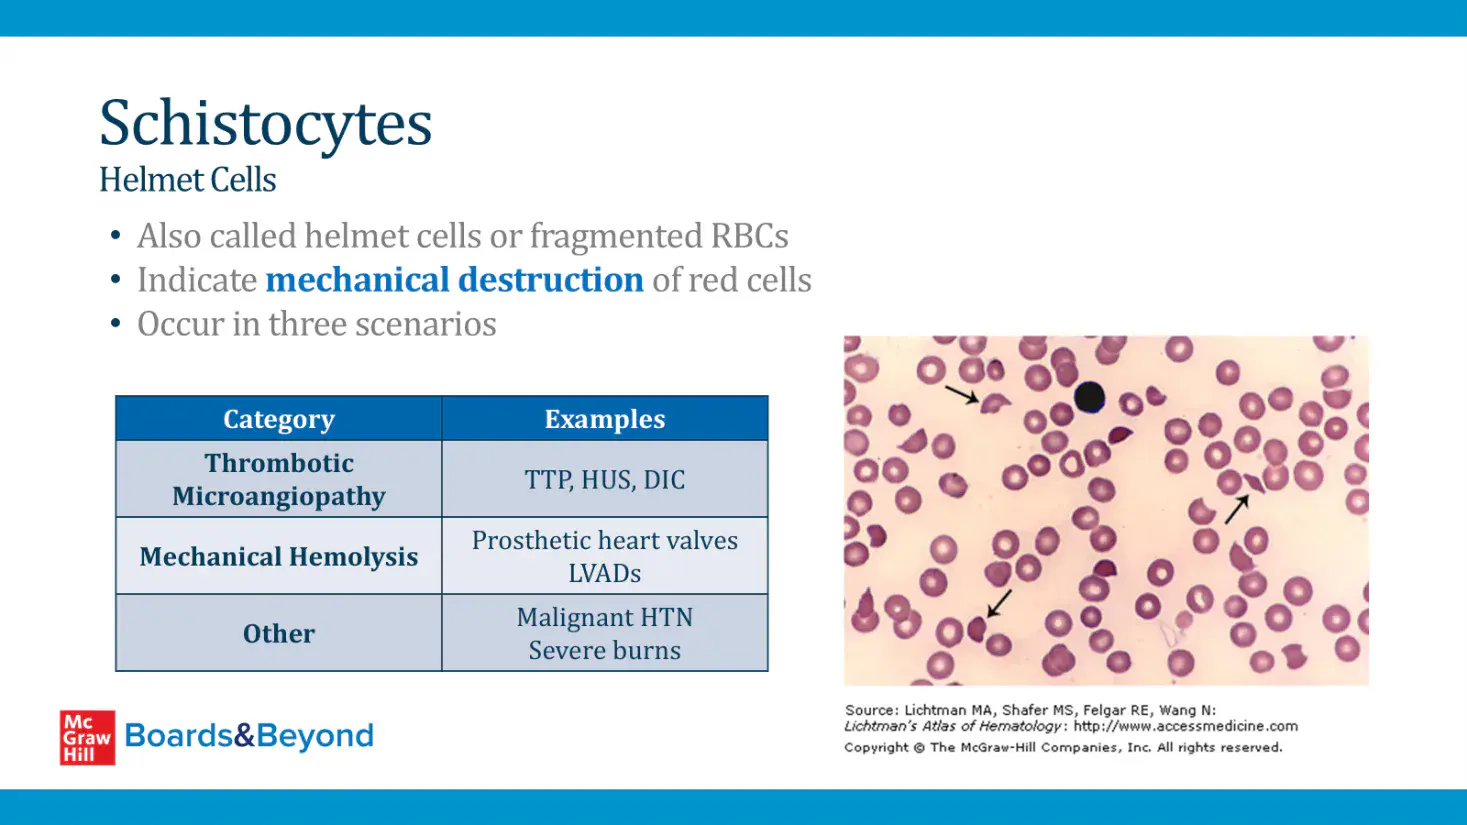 Schistocytes
Helmet Cells
• Also called helmet cells or fragmented RBCs
• Indicate mechanical destruction of red cells
• Occur in three scenarios
Category Examples
Thrombotic
Microangiopathy
TTP, HUS, DIC
Mechanical Hemolysis
Prosthetic heart valves
LVADs
Other
Malignant HTN
Severe burns
Source: Lichtman MA, Shafer MS, Felgar RE, Wang N:
Lichtman's Atlas of Hematology: http://www.accessmedicine.com
Copyright © The McGraw-Hill Companies, Inc. All rights reserved.
Mc
Graw
Hill
Boards&Beyond